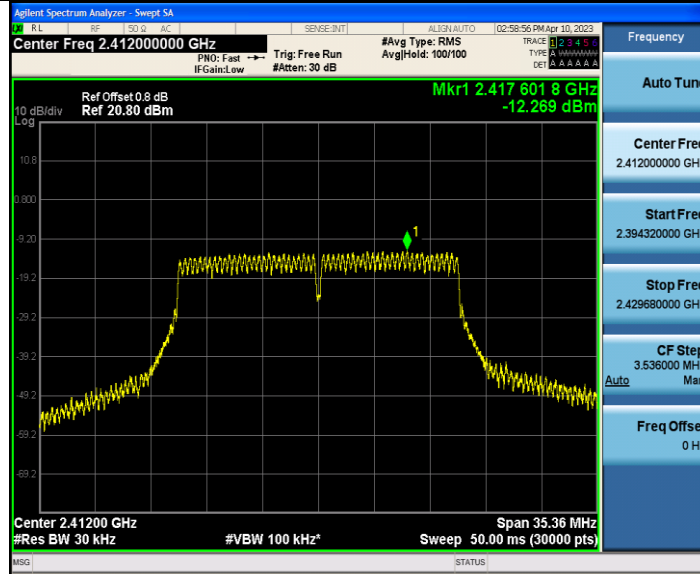 Agilent Spectrum Analyzer - Swept SA
RL RF 50 Ω AC SENSE:INT ALIGN AUTO 02:58:56 PM Apr 10, 2023
Center Freq 2.412000000 GHz
PNO: Fast
IFGain:Low
Trig: Free Run
#Atten: 30 dB
#Avg Type: RMS
Avg|Hold: 100/100
TRACE 1 2 3 4 5 6
TYPE A WWWWW
DET A A A A A A
Ref Offset 0.8 dB
10 dB/div Ref 20.80 dBm
Log
Mkr1 2.417 601 8 GHz
-12.269 dBm
10.8
0.800
-9.20
-19.2
-29.2
-39.2
-49.2
-59.2
-69.2
1
Center 2.41200 GHz Span 35.36 MHz
#Res BW 30 kHz #VBW 100 kHz* Sweep 50.00 ms (30000 pts)
MSG STATUS
Frequency
Auto Tune
Center Freq
2.412000000 GH
Start Freq
2.394320000 GH
Stop Freq
2.429680000 GH
CF Step
3.536000 MH
Auto Man
Freq Offset
0 H